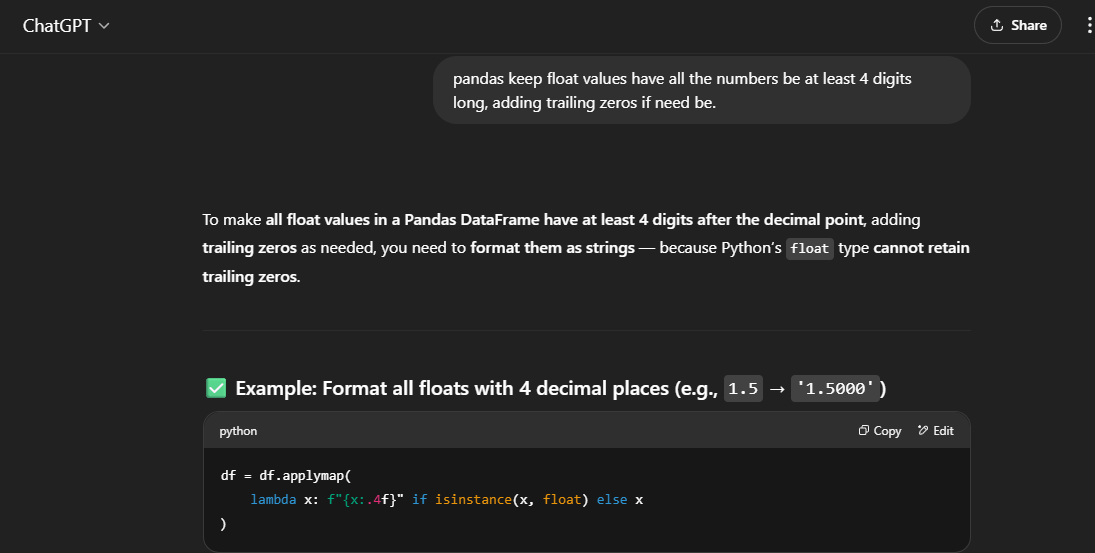 ChatGPT
Share
pandas keep float values have all the numbers be at least 4 digits
long, adding trailing zeros if need be.
To make all float values in a Pandas DataFrame have at least 4 digits after the decimal point, adding
trailing zeros as needed, you need to format them as strings — because Python’s float type cannot retain
trailing zeros.
✅ Example: Format all floats with 4 decimal places (e.g., 1.5 → '1.5000')
python
Copy
Edit
df = df.applymap(
    lambda x: f"{x:.4f}" if isinstance(x, float) else x
)